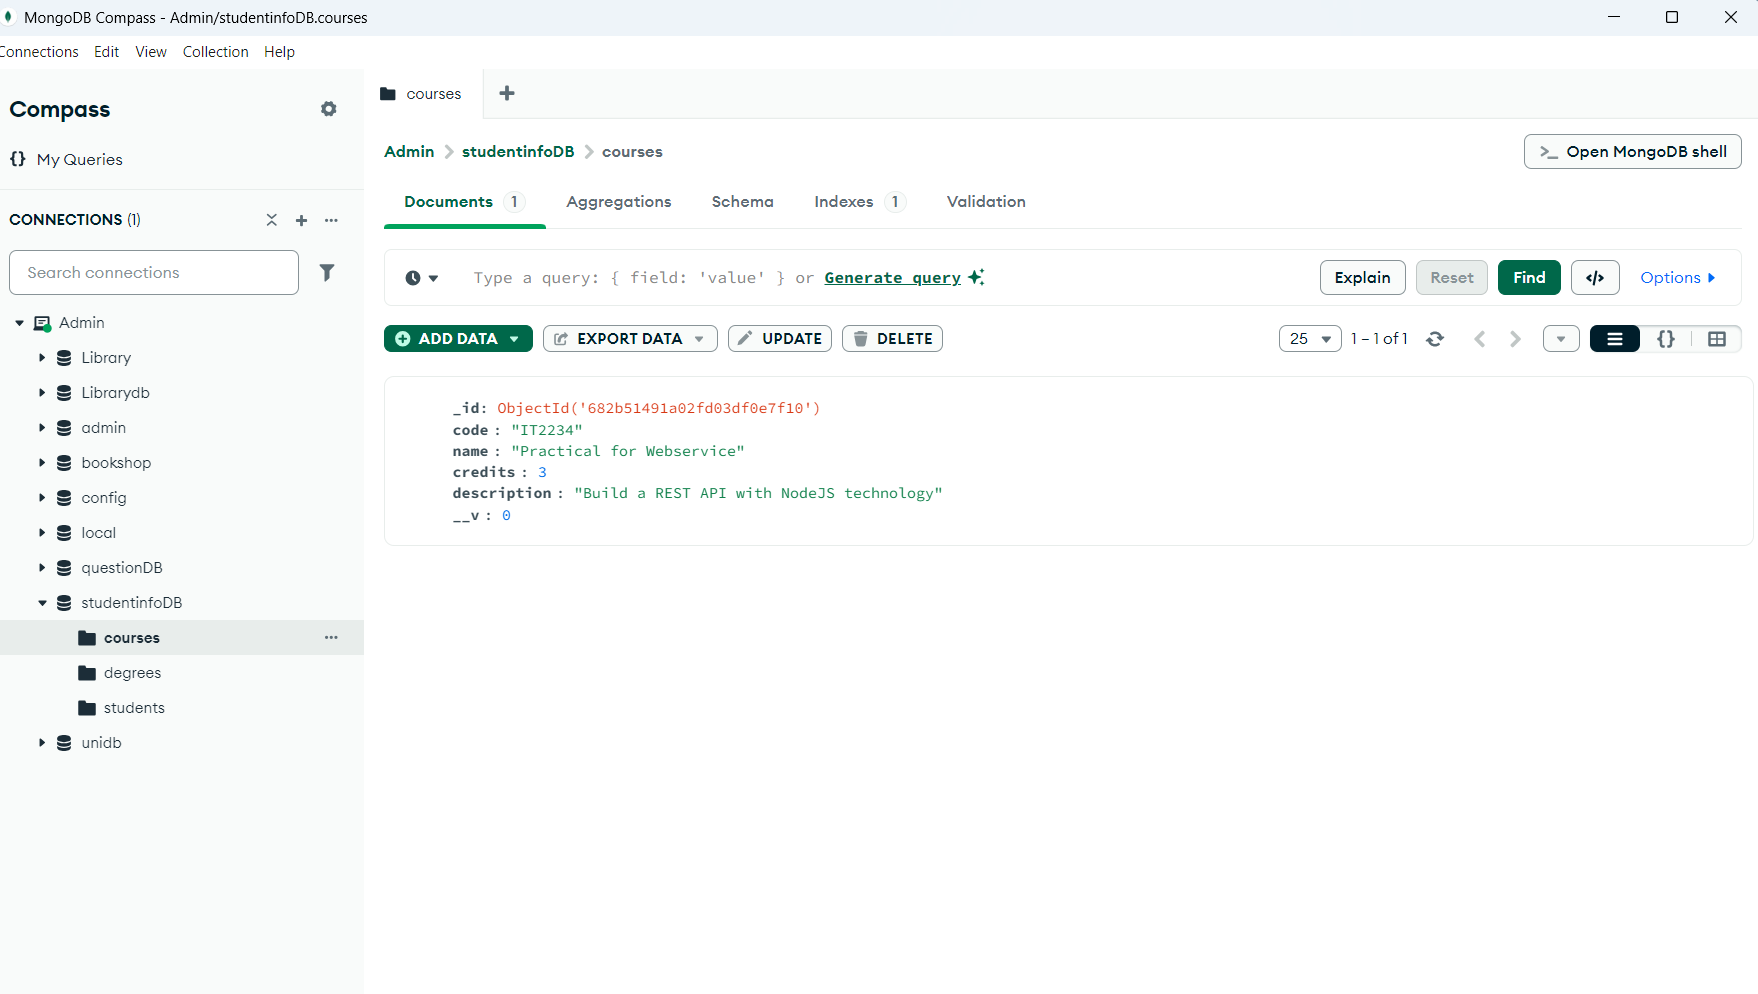 MongoDB Compass - Admin/studentinfoDB.courses
Connections Edit View Collection Help
Compass
My Queries
CONNECTIONS (1)
Search connections
Admin
Library
Librarydb
admin
bookshop
config
local
questionDB
studentinfoDB
courses
degrees
students
unidb
courses
Admin > studentinfoDB > courses
>_ Open MongoDB shell
Documents 1 Aggregations Schema Indexes 1 Validation
Type a query: { field: 'value' } or Generate query
Explain Reset Find </> Options
ADD DATA EXPORT DATA UPDATE DELETE
25 1 – 1 of 1 {}
_id: ObjectId('682b51491a02fd03df0e7f10')
code : "IT2234"
name : "Practical for Webservice"
credits : 3
description : "Build a REST API with NodeJS technology"
__v : 0